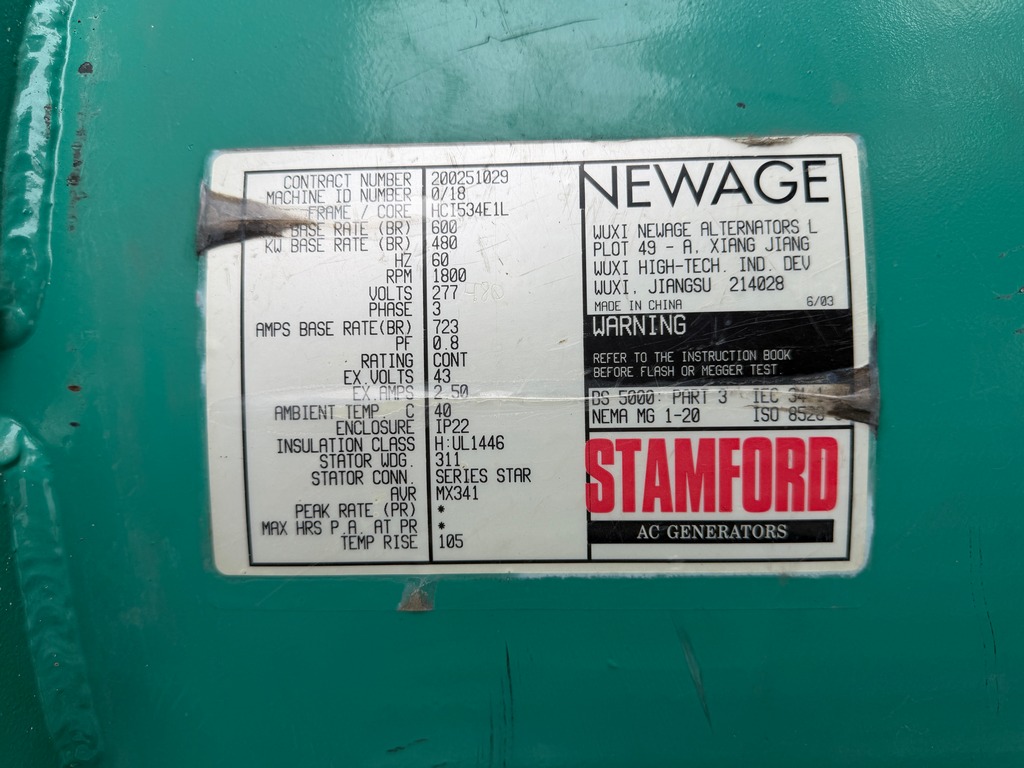 CONTRACT NUMBER 200251029
MACHINE ID NUMBER 0/18
FRAME / CORE HCI534E1L
BASE RATE (BR) 600
KW BASE RATE (BR) 480
HZ 60
RPM 1800
VOLTS 277 480
PHASE 3
AMPS BASE RATE(BR) 723
PF 0.8
RATING CONT
EX.VOLTS 43
EX.AMPS 2.50
AMBIENT TEMP. C 40
ENCLOSURE IP22
INSULATION CLASS H:UL1446
STATOR WDG. 311
STATOR CONN. SERIES STAR
AVR MX341
PEAK RATE (PR) *
MAX HRS P.A. AT PR *
TEMP RISE 105
NEWAGE
WUXI NEWAGE ALTERNATORS L
PLOT 49 - A. XIANG JIANG
WUXI HIGH-TECH. IND. DEV
WUXI. JIANGSU 214028
MADE IN CHINA 6/03
WARNING
REFER TO THE INSTRUCTION BOOK
BEFORE FLASH OR MEGGER TEST.
BS 5000: PART 3 IEC 34-1
NEMA MG 1-20 ISO 8528
STAMFORD
AC GENERATORS